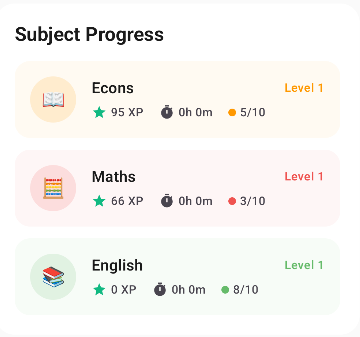 Subject Progress
Econs
Level 1
95 XP 0h 0m 5/10
Maths
Level 1
66 XP 0h 0m 3/10
English
Level 1
0 XP 0h 0m 8/10